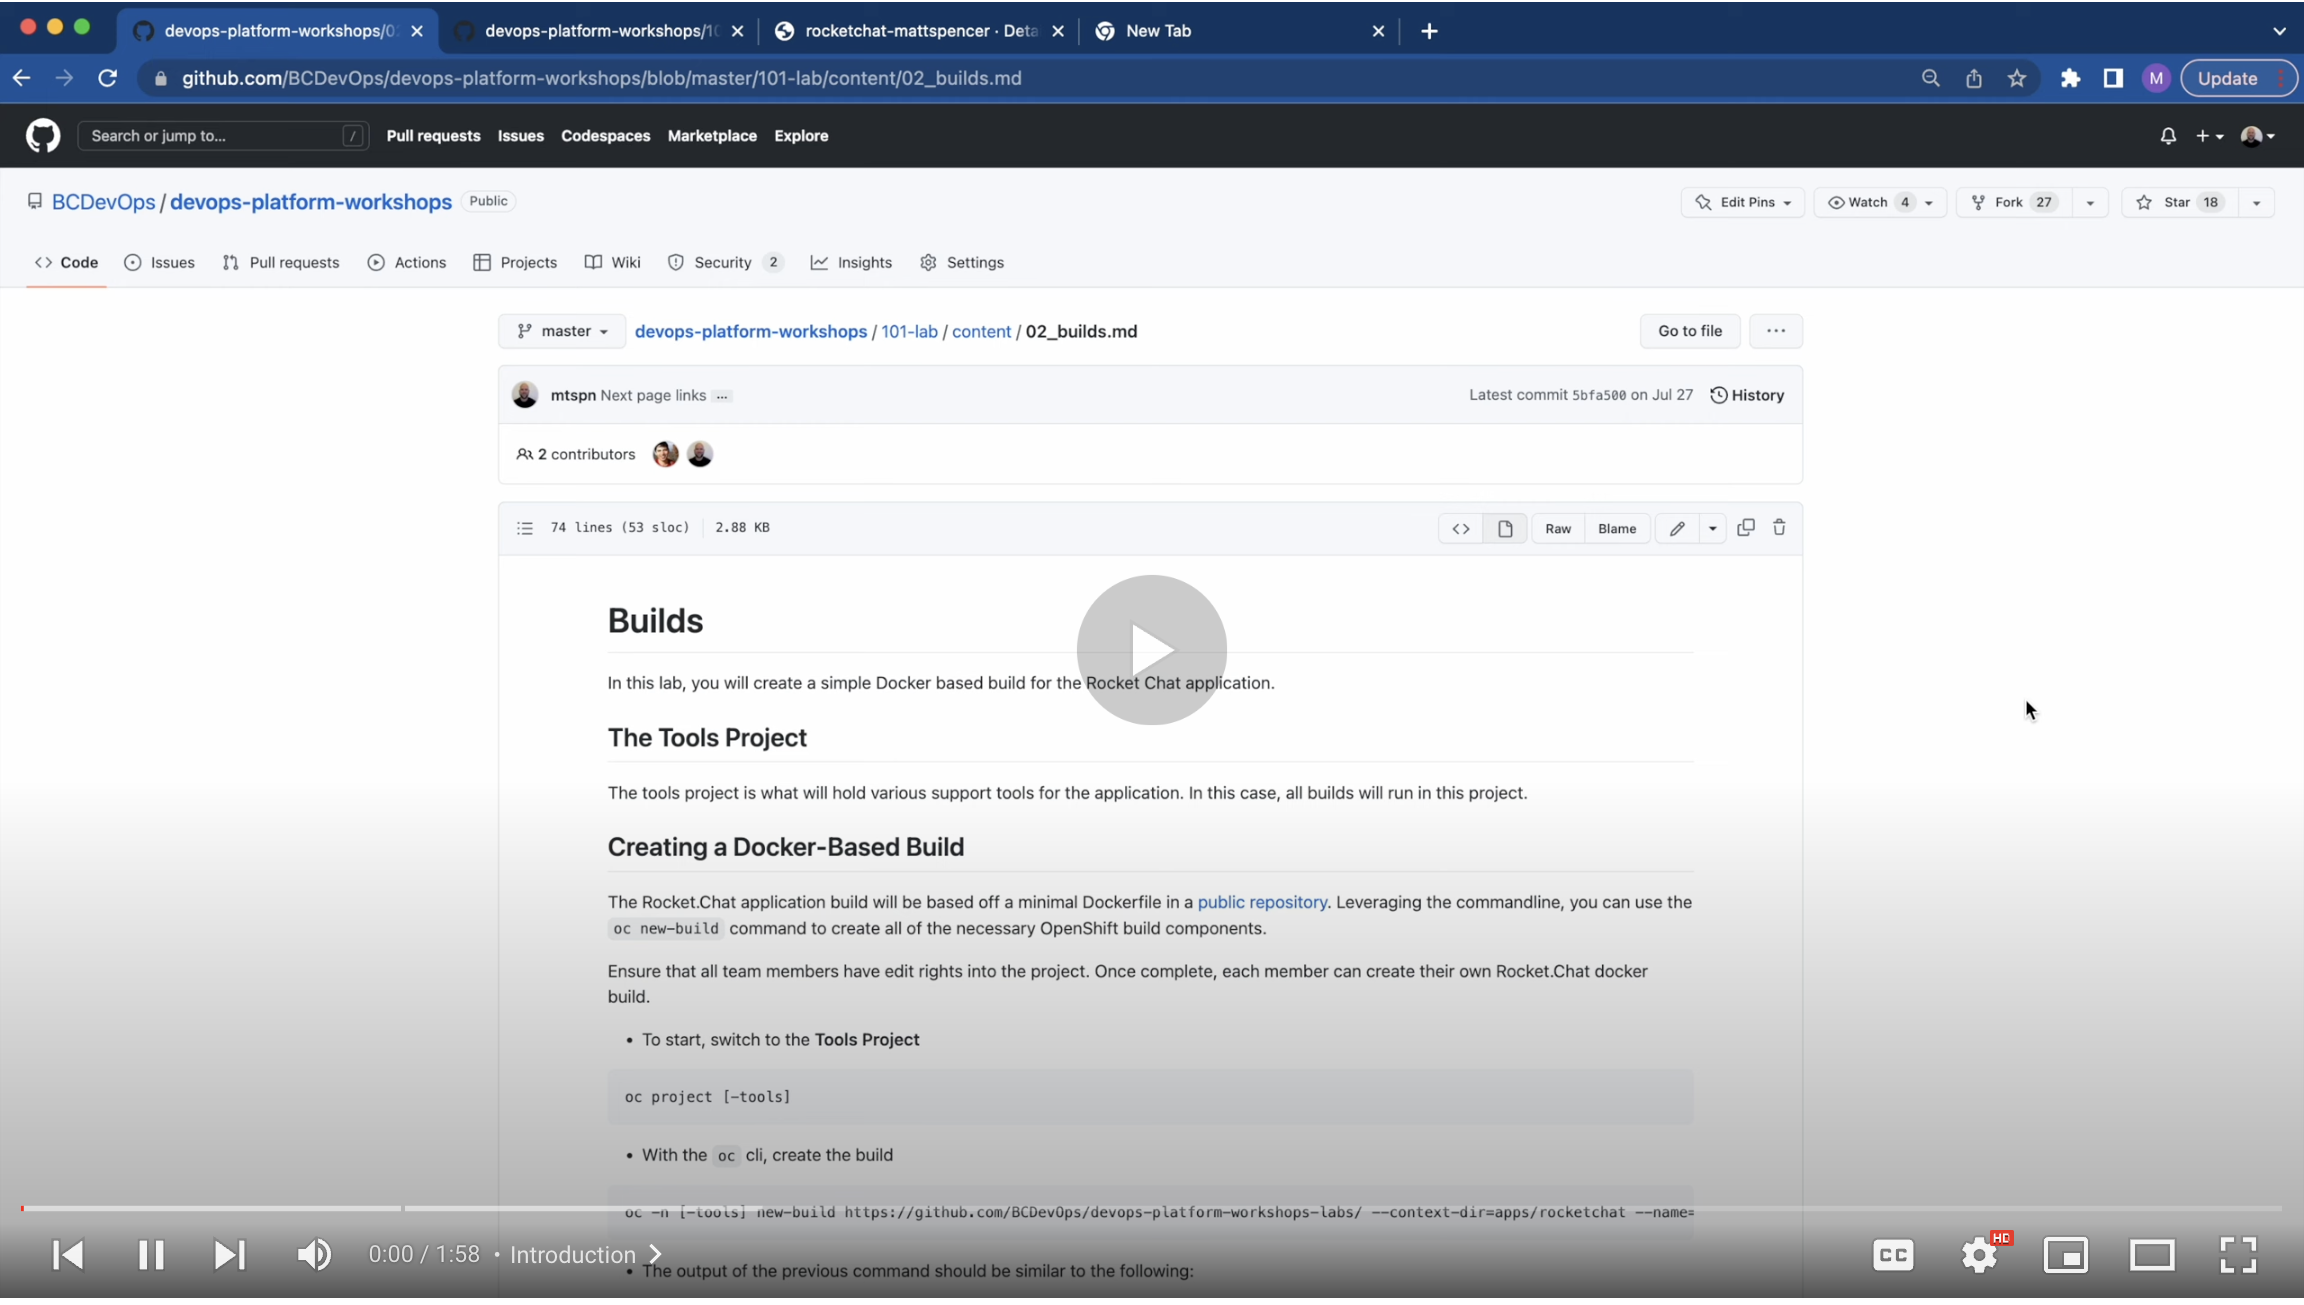 devops-platform-workshops/02
devops-platform-workshops/10
rocketchat-mattspencer · Deta
New Tab
github.com/BCDevOps/devops-platform-workshops/blob/master/101-lab/content/02_builds.md
M
Update
Search or jump to...
/
Pull requests
Issues
Codespaces
Marketplace
Explore
BCDevOps / devops-platform-workshops
Public
Edit Pins
Watch 4
Fork 27
Star 18
Code
Issues
Pull requests
Actions
Projects
Wiki
Security 2
Insights
Settings
master
devops-platform-workshops / 101-lab / content / 02_builds.md
Go to file
...
mtspn Next page links ...
Latest commit 5bfa500 on Jul 27
History
2 contributors
74 lines (53 sloc)
2.88 KB
<>
Raw
Blame
Builds
In this lab, you will create a simple Docker based build for the Rocket Chat application.
The Tools Project
The tools project is what will hold various support tools for the application. In this case, all builds will run in this project.
Creating a Docker-Based Build
The Rocket.Chat application build will be based off a minimal Dockerfile in a public repository. Leveraging the commandline, you can use the
oc new-build command to create all of the necessary OpenShift build components.
Ensure that all team members have edit rights into the project. Once complete, each member can create their own Rocket.Chat docker
build.
• To start, switch to the Tools Project
oc project [-tools]
• With the oc cli, create the build
oc -n [-tools] new-build https://github.com/BCDevOps/devops-platform-workshops-labs/ --context-dir=apps/rocketchat --name=
0:00 / 1:58 • Introduction
CC
HD
• The output of the previous command should be similar to the following: